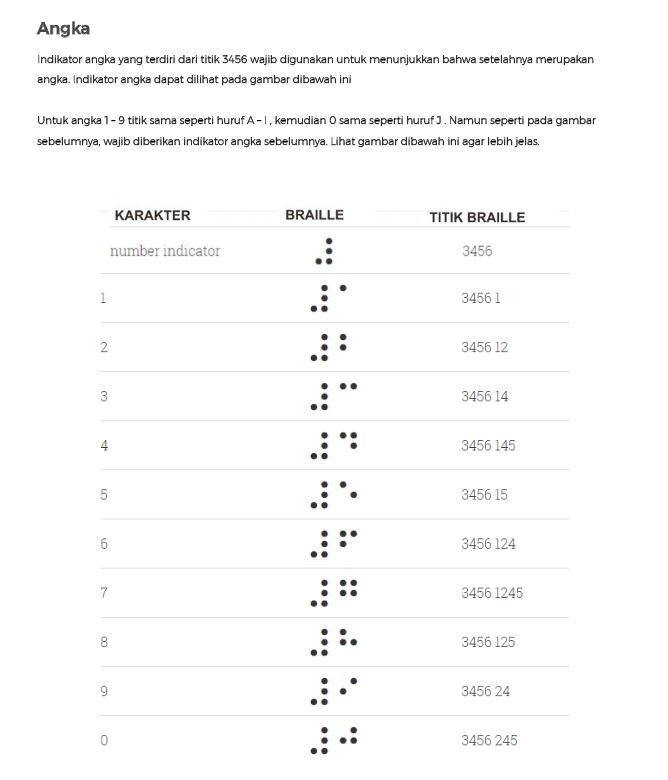 Angka
Indikator angka yang terdiri dari titik 3456 wajib digunakan untuk menunjukkan bahwa setelahnya merupakan
angka. Indikator angka dapat dilihat pada gambar dibawah ini
Untuk angka 1 - 9 titik sama seperti huruf A - I , kemudian 0 sama seperti huruf J . Namun seperti pada gambar
sebelumnya, wajib diberikan indikator angka sebelumnya. Lihat gambar dibawah ini agar lebih jelas.
KARAKTER BRAILLE TITIK BRAILLE
number indicator ⠼ 3456
1 ⠼⠁ 3456 1
2 ⠼⠃ 3456 12
3 ⠼⠉ 3456 14
4 ⠼⠙ 3456 145
5 ⠼⠑ 3456 15
6 ⠼⠋ 3456 124
7 ⠼⠛ 3456 1245
8 ⠼⠓ 3456 125
9 ⠼⠊ 3456 24
0 ⠼⠚ 3456 245